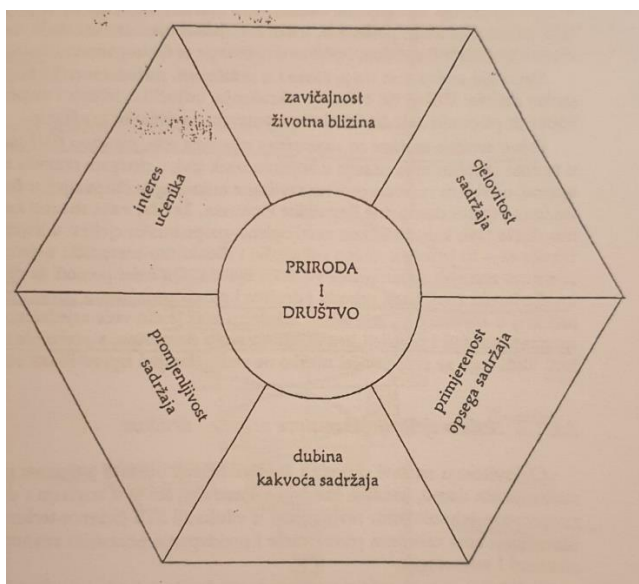 zavičajnost
životna blizina
interes
učenika
cjelovitost
sadržaja
PRIRODA
I
DRUŠTVO
promjenljivost
sadržaja
primjerenost
opsega sadržaja
dubina
kakvoća sadržaja